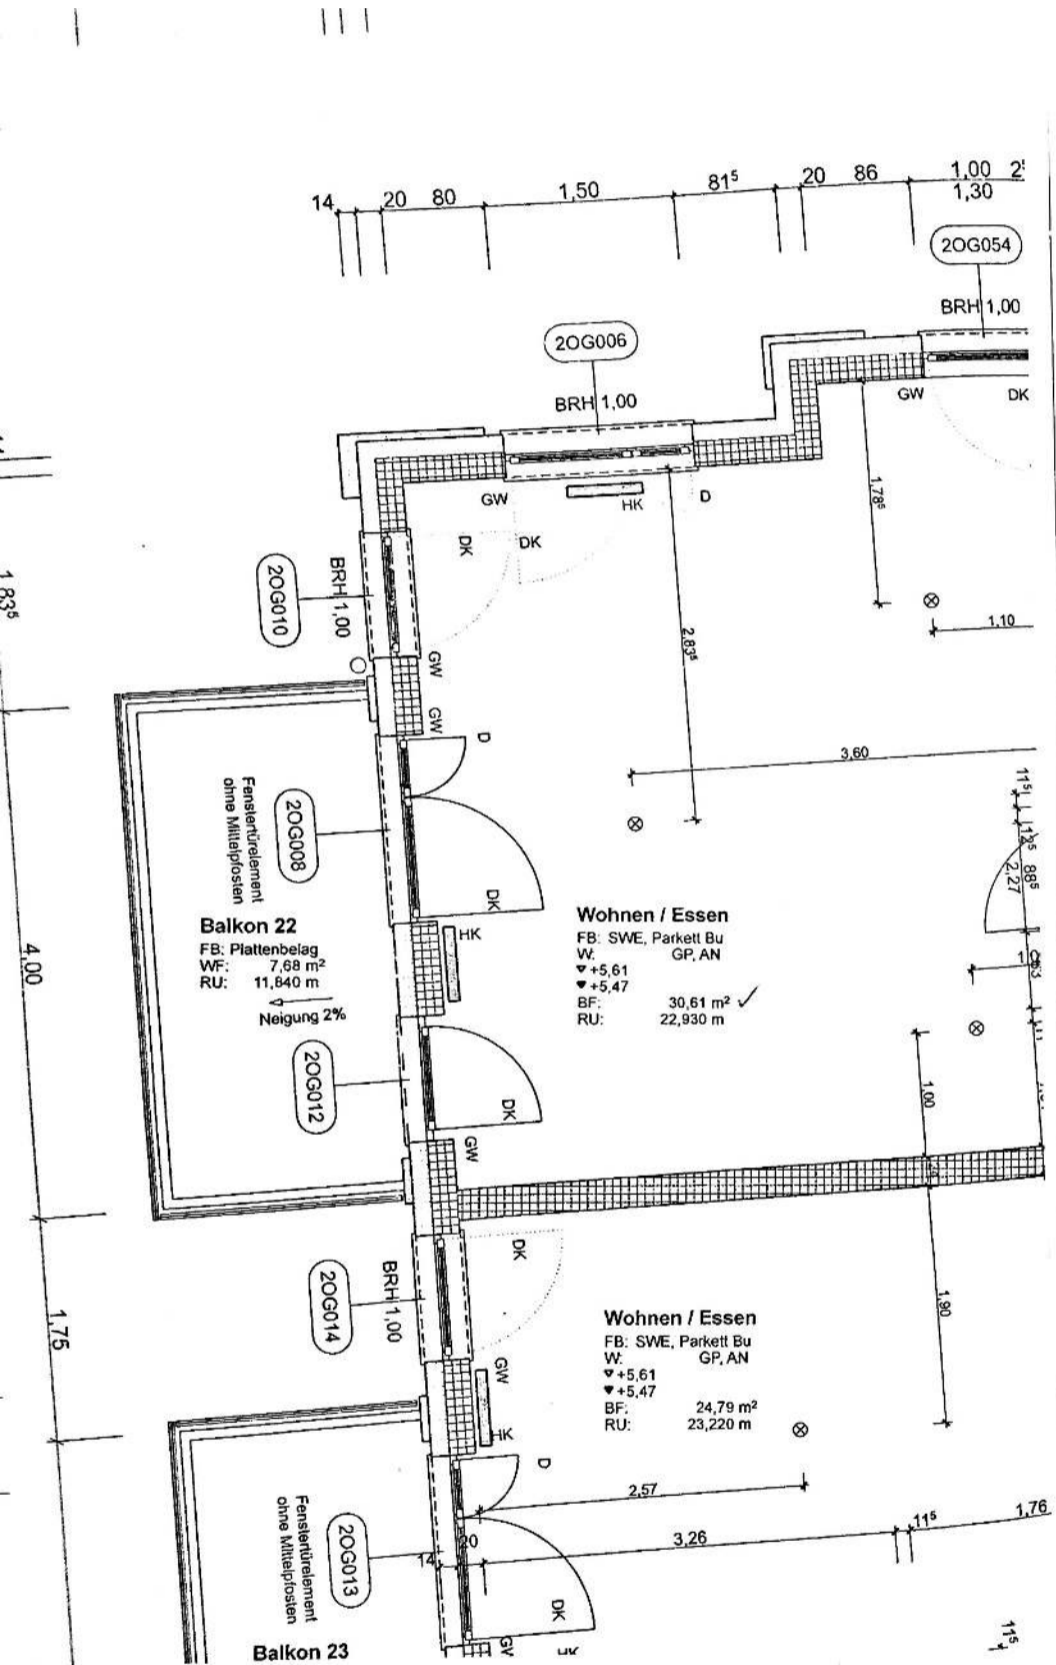 14 20 80 1,50 81⁵ 20 86 1,00
1,30
2OG054
BRH 1,00
2OG006
BRH 1,00
GW
DK
GW
HK
D
DK
DK
1,78⁵
2OG010
BRH 1,00
GW
GW
D
1,83⁵
2,83⁵
1,10
3,60
11⁵
12⁵
88⁵
2,27
2OG008
Fenstertürelement
ohne Mittelpfosten
DK
HK
Balkon 22
FB: Plattenbelag
WF: 7,68 m²
RU: 11,840 m
Neigung 2%
Wohnen / Essen
FB: SWE, Parkett Bu
W: GP, AN
+5,61
+5,47
BF: 30,61 m² ✓
RU: 22,930 m
4,00
2OG012
DK
GW
1,00
24
2OG014
BRH 1,00
DK
GW
HK
D
1,75
1,90
Wohnen / Essen
FB: SWE, Parkett Bu
W: GP, AN
+5,61
+5,47
BF: 24,79 m²
RU: 23,220 m
2,57
14 20 3,26 11⁵ 1,76
2OG013
Fenstertürelement
ohne Mittelpfosten
DK
HK
11⁵
Balkon 23